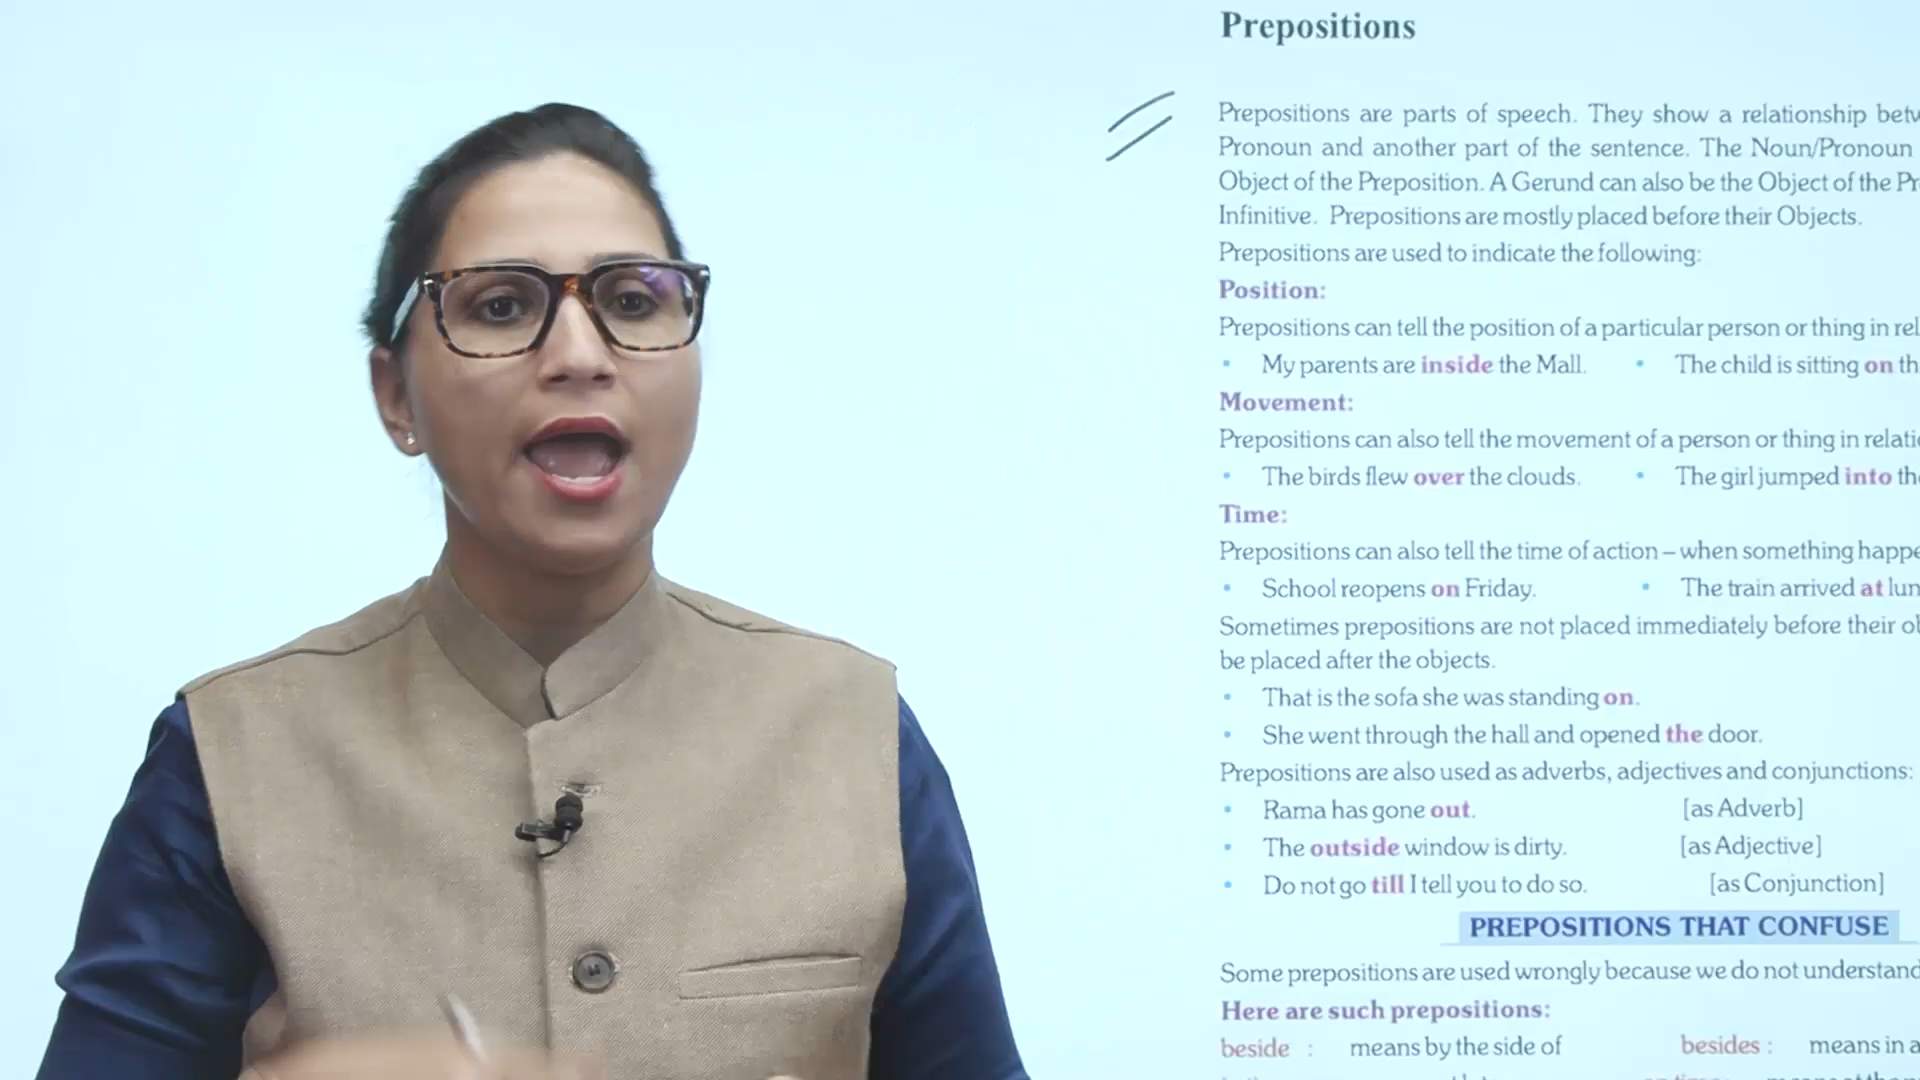 Prepositions
Prepositions are parts of speech. They show a relationship
Pronoun and another part of the sentence. The Noun/Pronoun
Object of the Preposition. A Gerund can also be the Object of the
Infinitive. Prepositions are mostly placed before their Objects.
Prepositions are used to indicate the following:
Position:
Prepositions can tell the position of a particular person or thing in
• My parents are inside the Mall. • The child is sitting on
Movement:
Prepositions can also tell the movement of a person or thing in
• The birds flew over the clouds. • The girl jumped into
Time:
Prepositions can also tell the time of action – when something
• School reopens on Friday. • The train arrived at
Sometimes prepositions are not placed immediately before their
be placed after the objects.
• That is the sofa she was standing on.
• She went through the hall and opened the door.
Prepositions are also used as adverbs, adjectives and conjunctions:
• Rama has gone out. [as Adverb]
• The outside window is dirty. [as Adjective]
• Do not go till I tell you to do so. [as Conjunction]
PREPOSITIONS THAT CONFUSE
Some prepositions are used wrongly because we do not understand
Here are such prepositions:
beside : means by the side of besides : means in